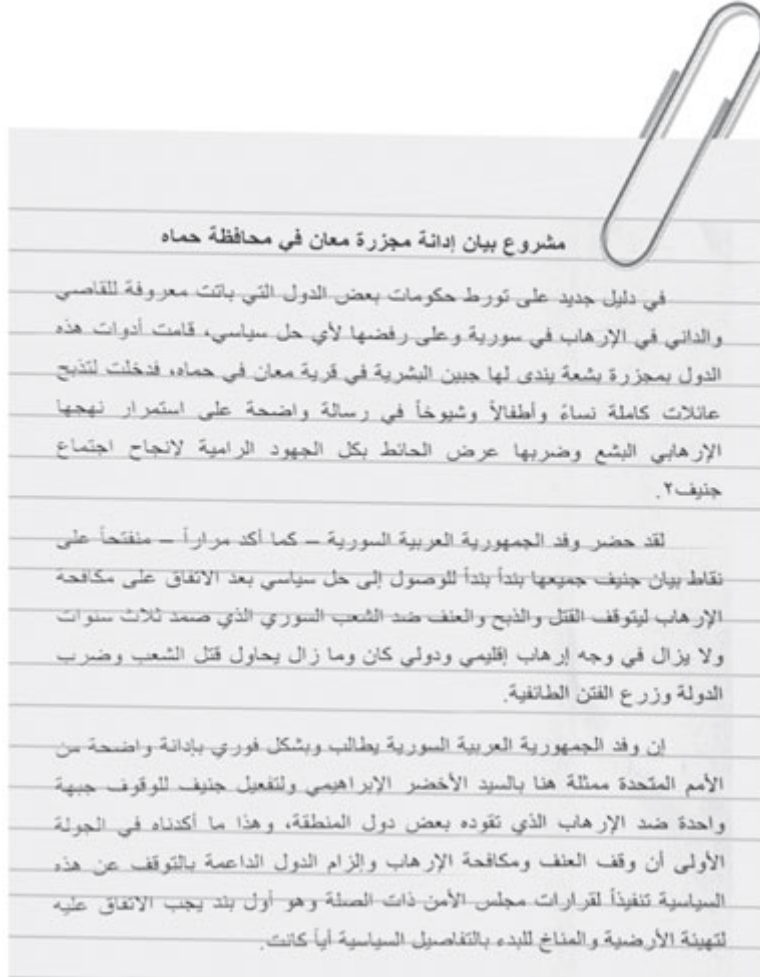 مشروع بيان إدانة مجزرة معان في محافظة حماه
في دليل جديد على تورط حكومات بعض الدول التي باتت معروفة للقاصي
والداني في الإرهاب في سورية وعلى رفضها لأي حل سياسي، قامت أدوات هذه
الدول بمجزرة بشعة يندى لها جبين البشرية في قرية معان في حماه، فدخلت لتذبح
عائلات كاملة نساءً وأطفالاً وشيوخاً في رسالة واضحة على استمرار نهجها
الإرهابي البشع وضربها عرض الحائط بكل الجهود الرامية لانجاح اجتماع
جنيف٢.
لقد حضر وفد الجمهورية العربية السورية – كما أكد مراراً – منفتحاً على
نقاط بيان جنيف جميعها بنداً بنداً للوصول إلى حل سياسي بعد الاتفاق على مكافحة
الإرهاب ليتوقف القتل والذبح والعنف ضد الشعب السوري الذي صمد ثلاث سنوات
ولا يزال في وجه إرهاب إقليمي ودولي كان وما زال يحاول قتل الشعب وضرب
الدولة وزرع الفتن الطائفية.
إن وفد الجمهورية العربية السورية يطالب وبشكل فوري بإدانة واضحة من
الأمم المتحدة ممثلة هنا بالسيد الأخضر الإبراهيمي ولتفعيل جنيف للوقوف جبهة
واحدة ضد الإرهاب الذي تقوده بعض دول المنطقة، وهذا ما أكدناه في الجولة
الأولى أن وقف العنف ومكافحة الإرهاب وإلزام الدول الداعمة بالتوقف عن هذه
السياسية تنفيذاً لقرارات مجلس الأمن ذات الصلة وهو أول بند يجب الاتفاق عليه
لتهيئة الأرضية والمناخ للبدء بالتفاصيل السياسية أياً كانت.